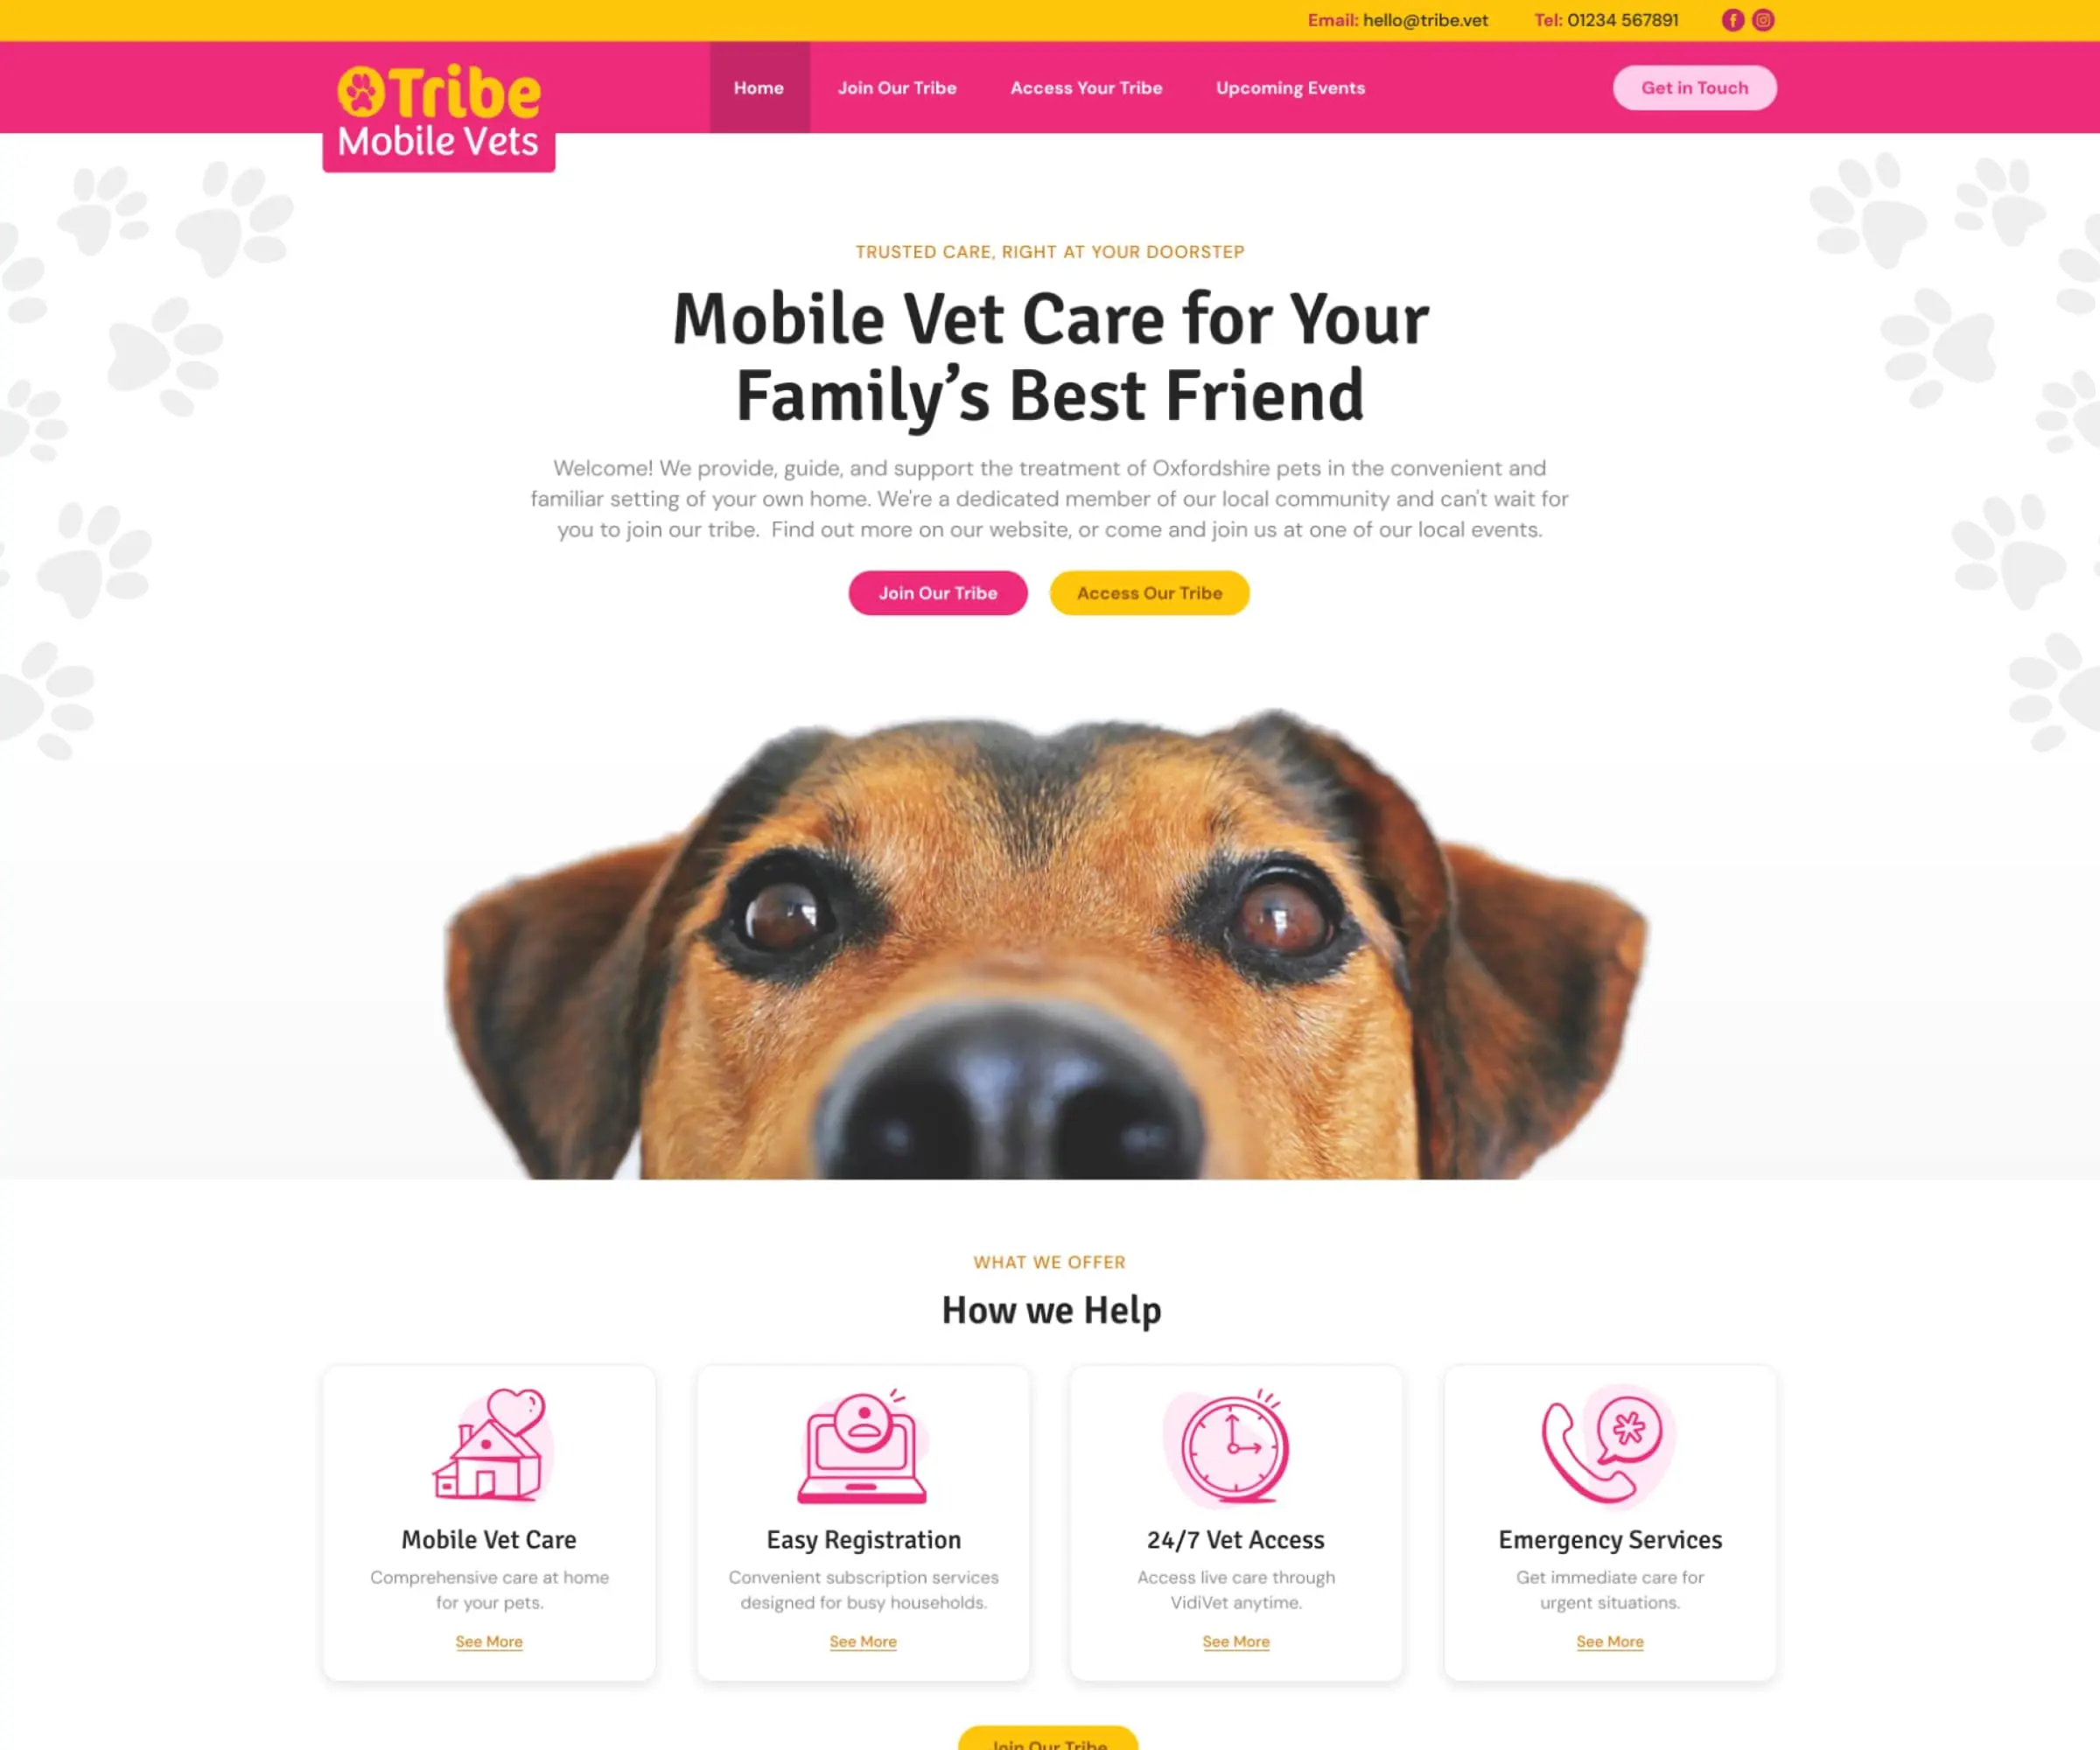 Email: hello@tribe.vet Tel: 01234 567891
Tribe
Mobile Vets
Home Join Our Tribe Access Your Tribe Upcoming Events Get in Touch
TRUSTED CARE, RIGHT AT YOUR DOORSTEP
Mobile Vet Care for Your
Family’s Best Friend
Welcome! We provide, guide, and support the treatment of Oxfordshire pets in the convenient and
familiar setting of your own home. We're a dedicated member of our local community and can't wait for
you to join our tribe. Find out more on our website, or come and join us at one of our local events.
Join Our Tribe Access Our Tribe
WHAT WE OFFER
How we Help
Mobile Vet Care
Comprehensive care at home
for your pets.
See More
Easy Registration
Convenient subscription services
designed for busy households.
See More
24/7 Vet Access
Access live care through
VidiVet anytime.
See More
Emergency Services
Get immediate care for
urgent situations.
See More
Join Our Tribe